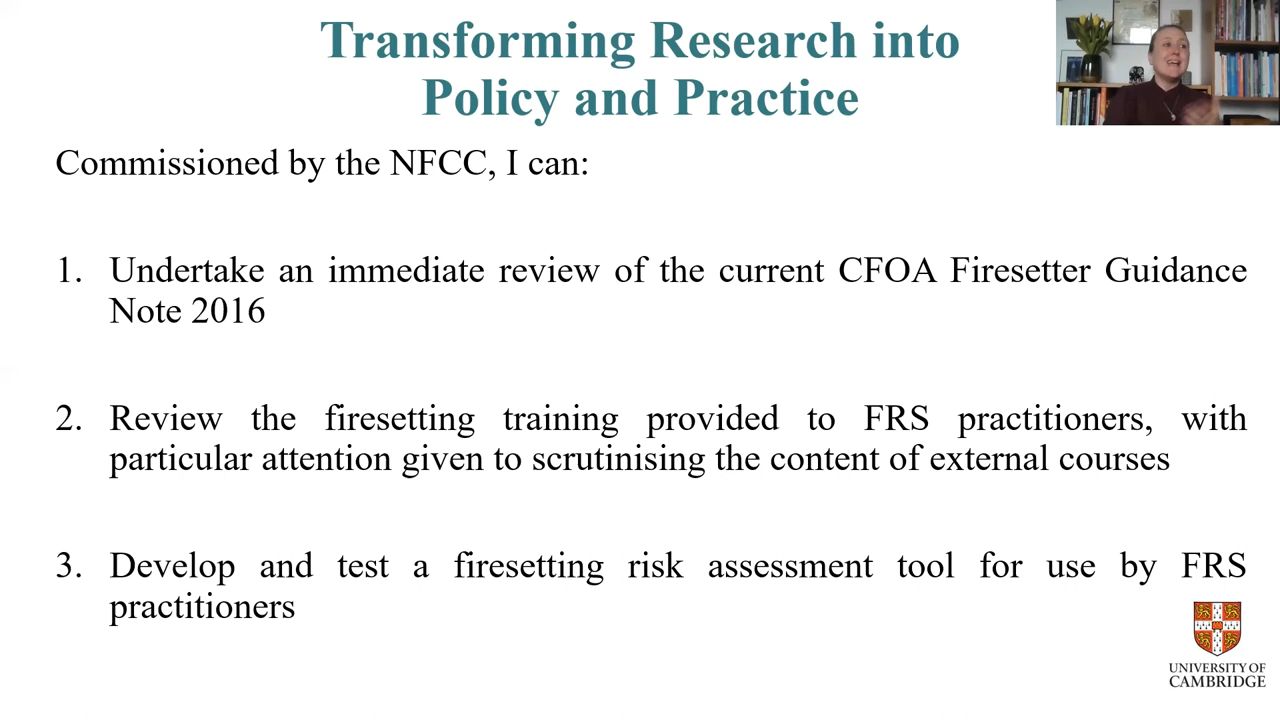 Transforming Research into
Policy and Practice
Commissioned by the NFCC, I can:
1. Undertake an immediate review of the current CFOA Firesetter Guidance
Note 2016
2. Review the firesetting training provided to FRS practitioners, with
particular attention given to scrutinising the content of external courses
3. Develop and test a firesetting risk assessment tool for use by FRS
practitioners
UNIVERSITY OF
CAMBRIDGE